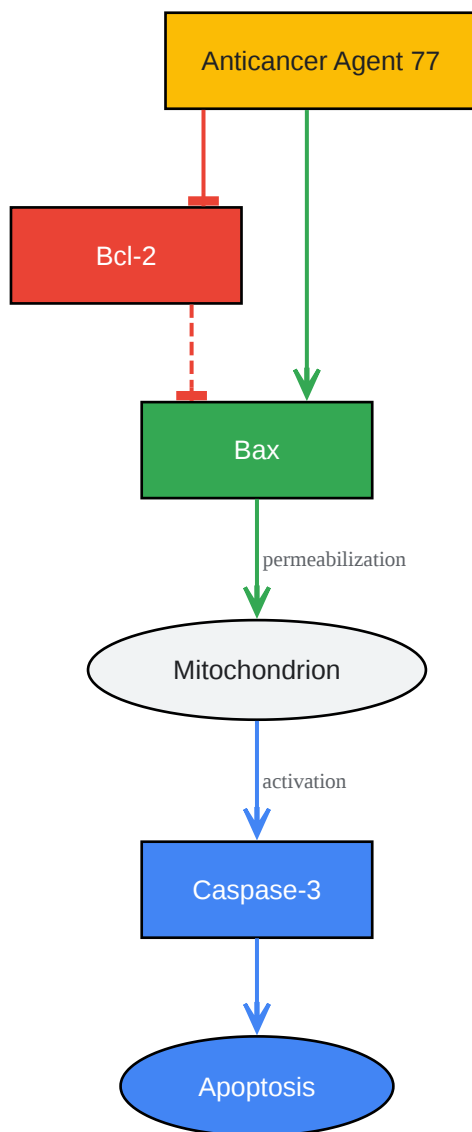 Anticancer Agent 77
Bcl-2
Bax
permeabilization
Mitochondrion
activation
Caspase-3
Apoptosis